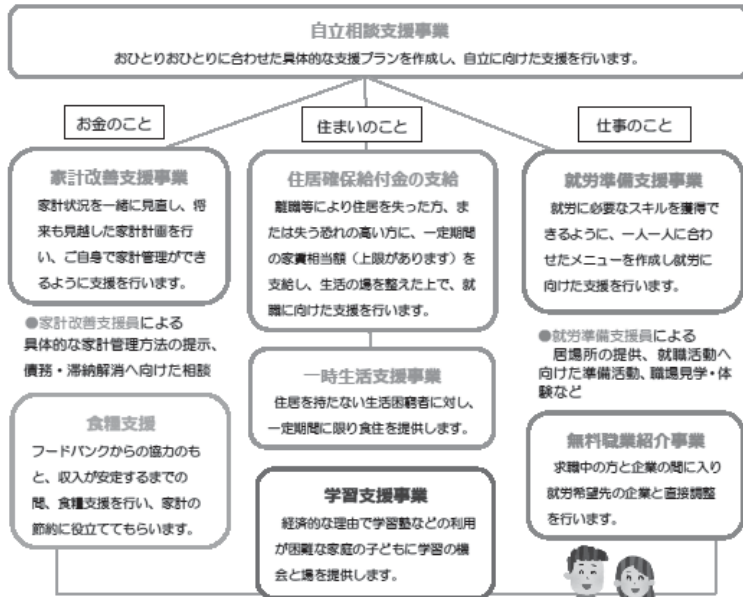 自立相談支援事業
おひとりおひとりに合わせた具体的な支援プランを作成し、自立に向けた支援を行います。
お金のこと
家計改善支援事業
家計状況を一緒に見直し、将
来も見越した家計計画を行
い、ご自身で家計管理ができ
るように支援を行います。
●家計改善支援員による
具体的な家計管理方法の提示、
債務・滞納解消へ向けた相談
食糧支援
フードバンクからの協力のも
と、収入が安定するまでの
間、食糧支援を行い、家計の
節約に役立ててもらいます。
住まいのこと
住居確保給付金の支給
離職等により住居を失った方、ま
たは失う恐れの高い方に、一定期間
の家賃相当額（上限があります）を
支給し、生活の場を整えた上で、就
職に向けた支援を行います。
一時生活支援事業
住居を持たない生活困窮者に対し、
一定期間に限り食住を提供します。
学習支援事業
経済的な理由で学習塾などの利用
が困難な家庭の子どもに学習の機
会と場を提供します。
仕事のこと
就労準備支援事業
就労に必要なスキルを獲得で
きるように、一人一人に合わ
せたメニューを作成し就労に
向けた支援を行います。
●就労準備支援員による
居場所の提供、就職活動へ
向けた準備活動、職場見学・体
験など
無料職業紹介事業
求職中の方と企業の間に入り
就労希望先の企業と直接調整
を行います。